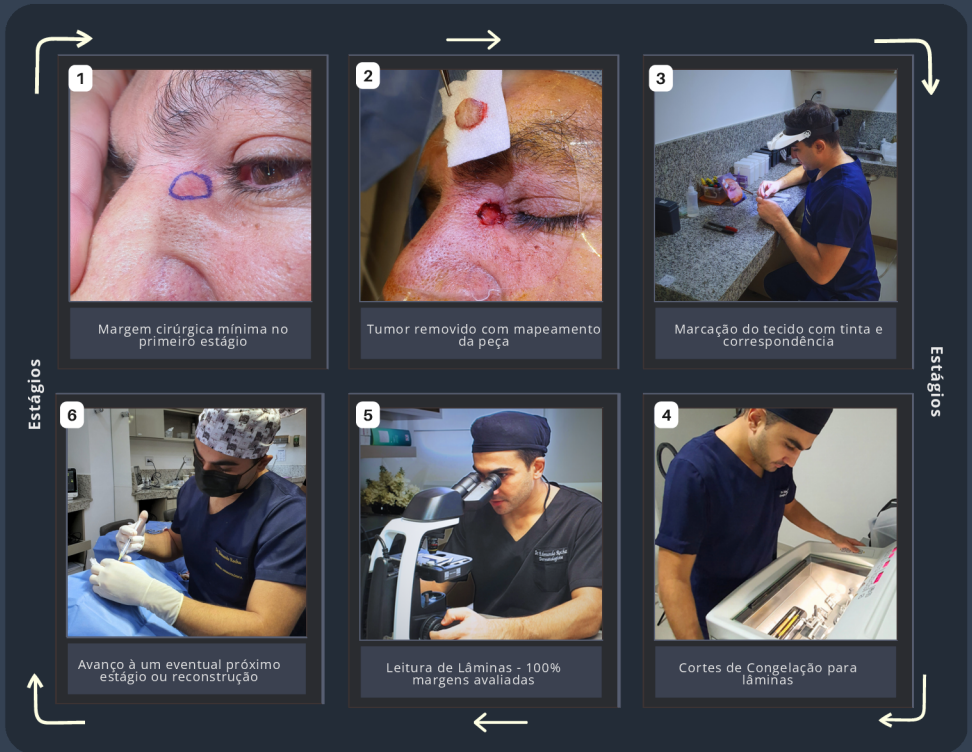 1
2
3
Margem cirúrgica mínima no
primeiro estágio
Tumor removido com mapeamento
da peça
Marcação do tecido com tinta e
correspondência
Estágios
Estágios
6
5
4
Avanço à um eventual próximo
estágio ou reconstrução
Leitura de Lâminas - 100%
margens avaliadas
Cortes de Congelação para
lâminas